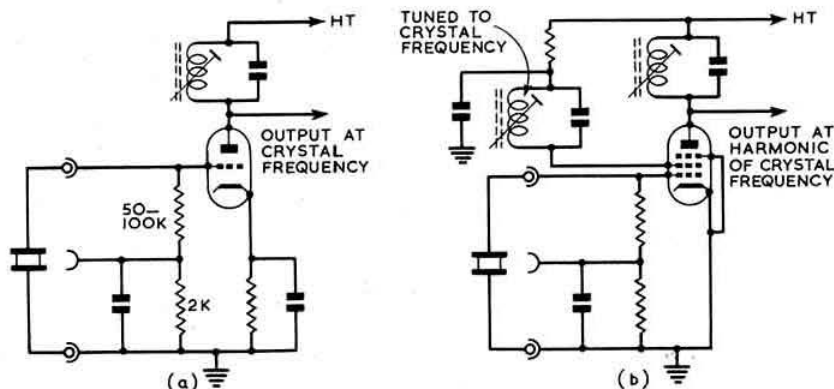 HT
OUTPUT AT
CRYSTAL
FREQUENCY
50–
100K
2K
(a)
TUNED TO
CRYSTAL
FREQUENCY
HT
OUTPUT AT
HARMONIC
OF CRYSTAL
FREQUENCY
(b)